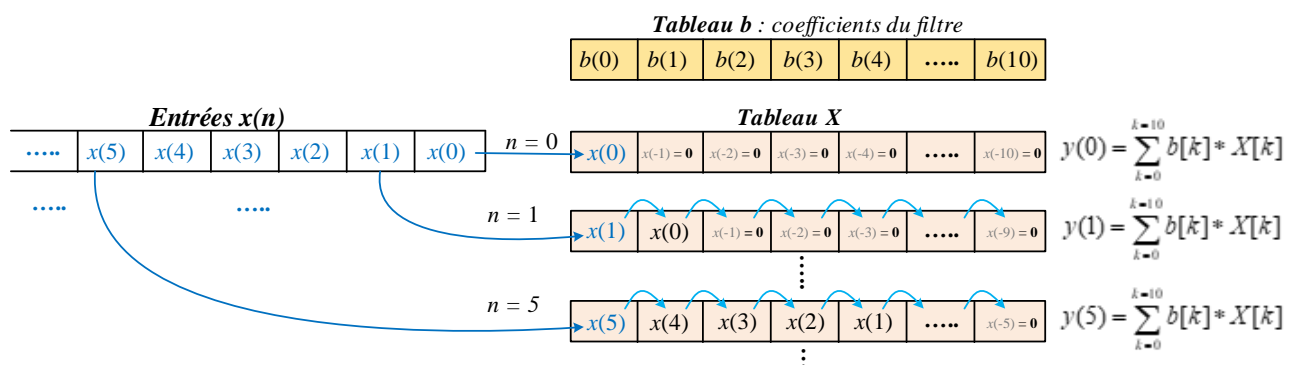 Tableau b : coefficients du filtre
b(0) b(1) b(2) b(3) b(4) ..... b(10)
Entrées x(n)
Tableau X
..... x(5) x(4) x(3) x(2) x(1) x(0)
n = 0
x(0) x(-1) = 0 x(-2) = 0 x(-3) = 0 x(-4) = 0 ..... x(-10) = 0
y(0) = ∑_{k=0}^{k=10} b[k] * X[k]
..... .....
n = 1
x(1) x(0) x(-1) = 0 x(-2) = 0 x(-3) = 0 ..... x(-9) = 0
y(1) = ∑_{k=0}^{k=10} b[k] * X[k]
n = 5
x(5) x(4) x(3) x(2) x(1) ..... x(-5) = 0
y(5) = ∑_{k=0}^{k=10} b[k] * X[k]